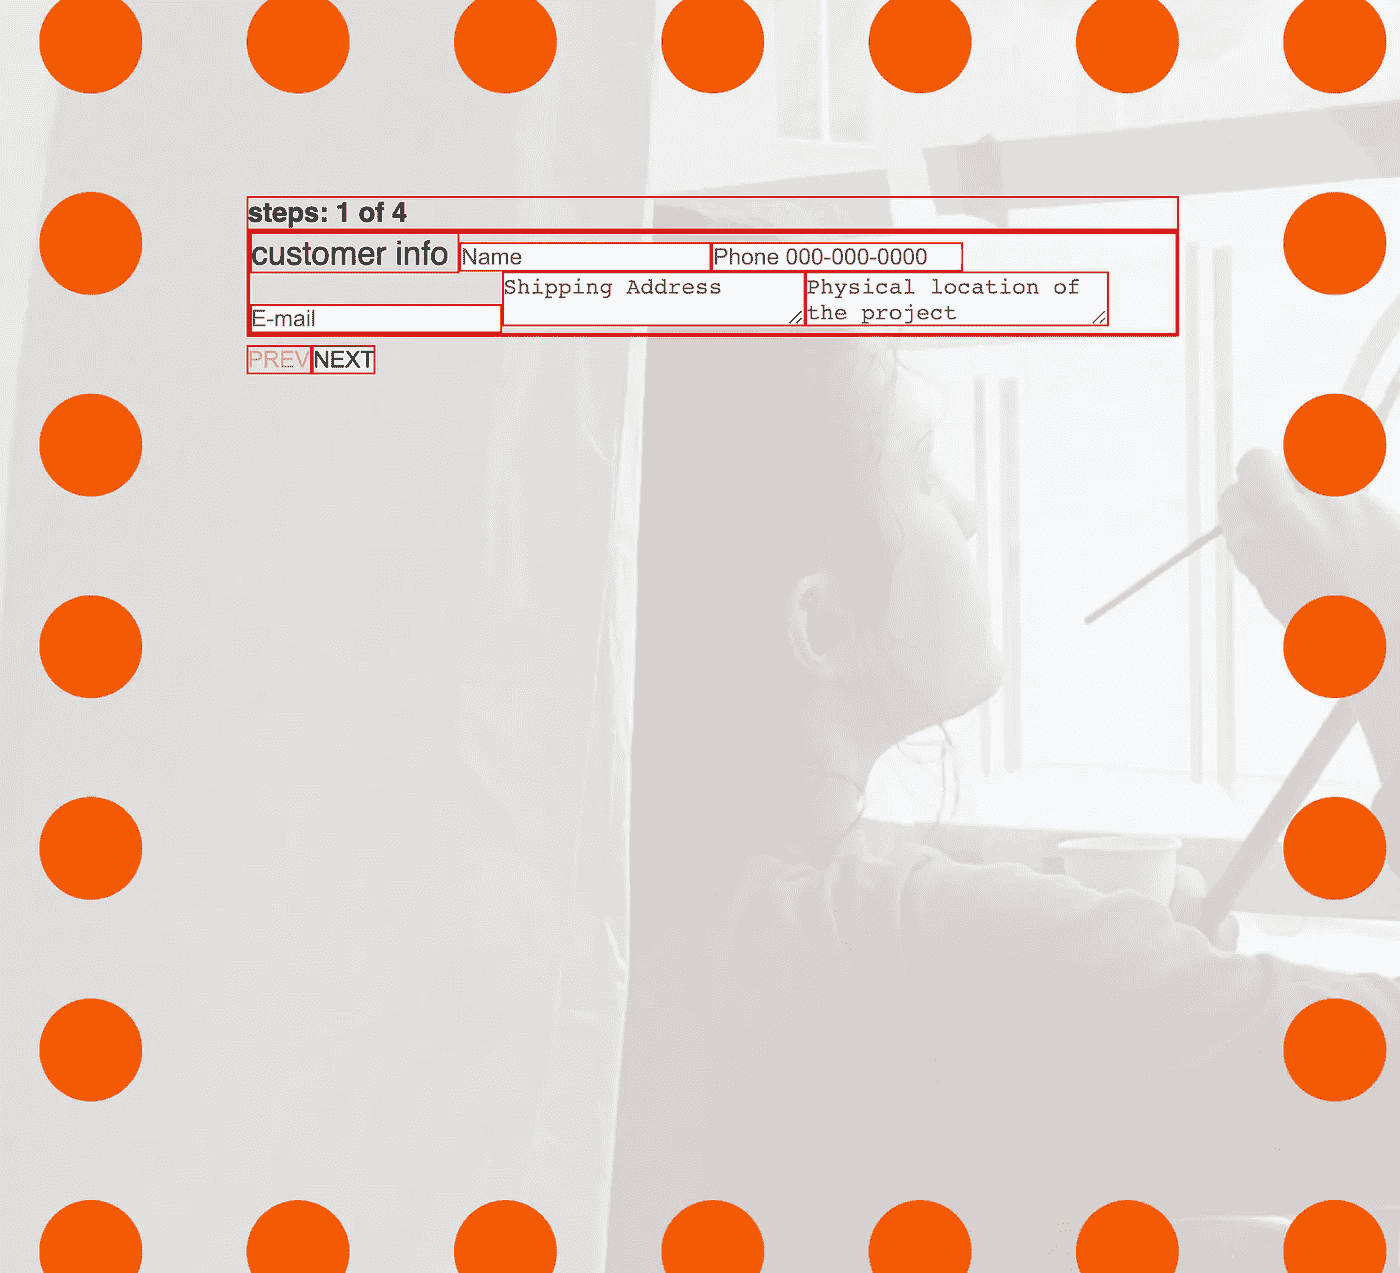 steps: 1 of 4
customer info Name Phone 000-000-0000
E-mail Shipping Address Physical location of
the project
PREV NEXT